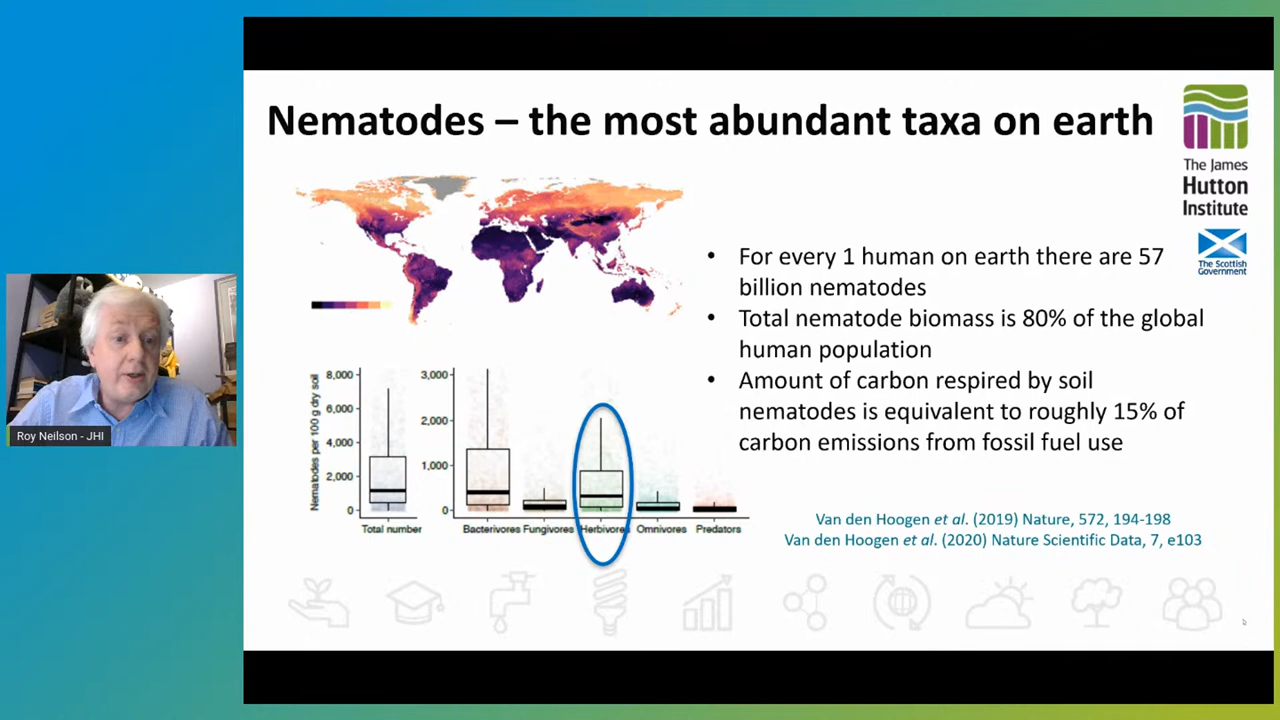 Nematodes – the most abundant taxa on earth
The James
Hutton
Institute
The Scottish
Government
• For every 1 human on earth there are 57
billion nematodes
• Total nematode biomass is 80% of the global
human population
• Amount of carbon respired by soil
nematodes is equivalent to roughly 15% of
carbon emissions from fossil fuel use
Nematodes per 100 g dry soil
8,000
6,000
4,000
2,000
0
Total number
3,000
2,000
1,000
0
Bacterivores Fungivores Herbivores Omnivores Predators
Van den Hoogen et al. (2019) Nature, 572, 194-198
Van den Hoogen et al. (2020) Nature Scientific Data, 7, e103
Roy Neilson - JHI